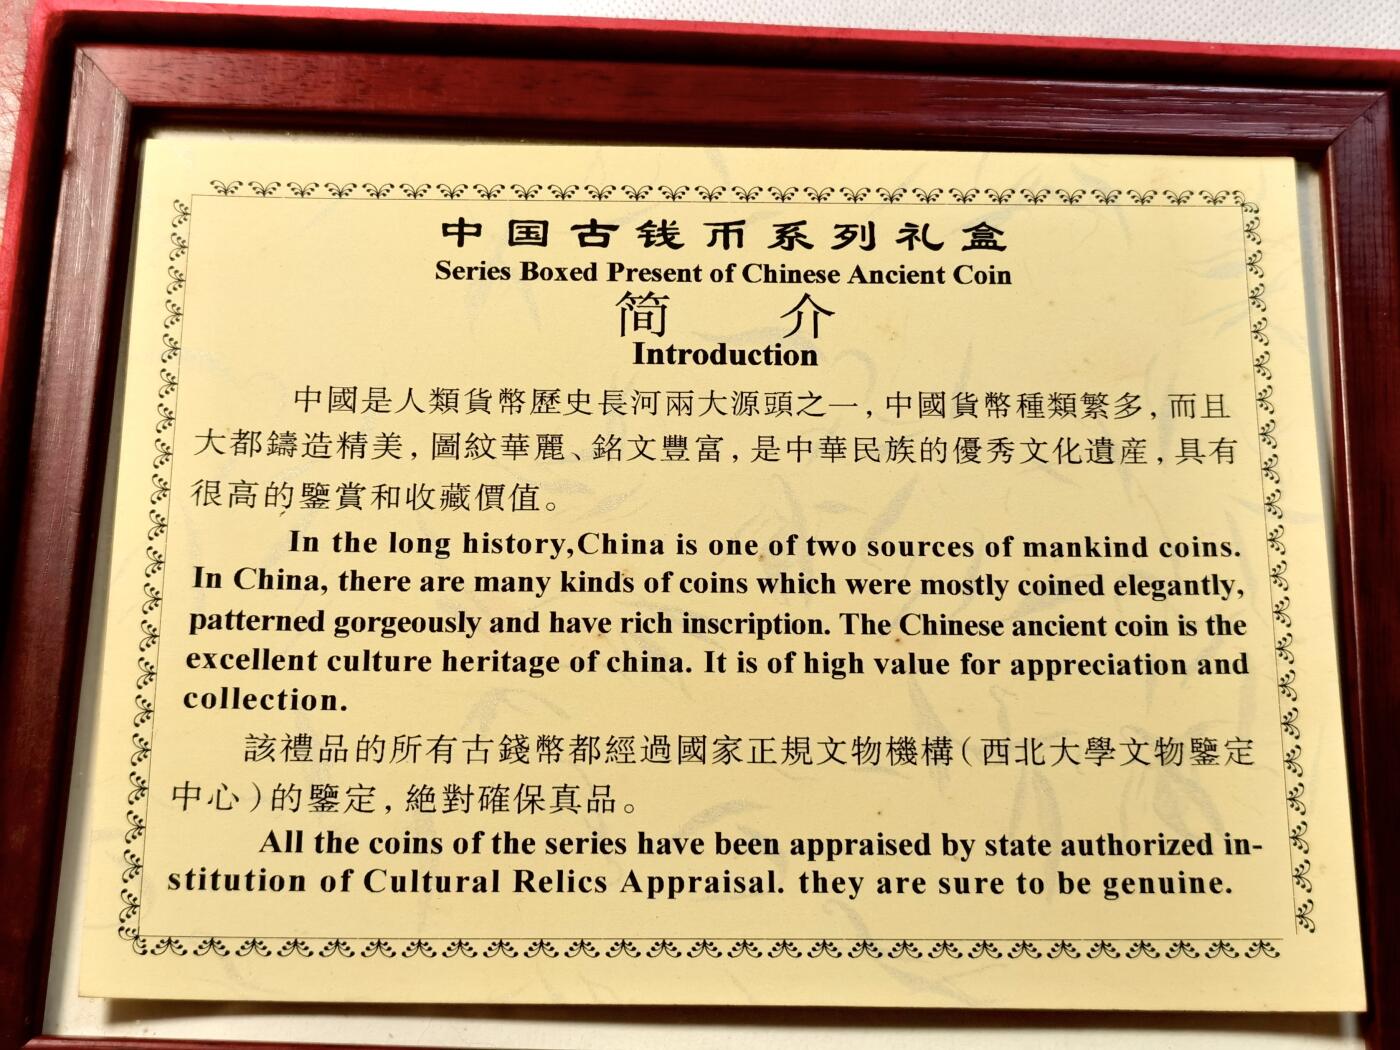 中国古钱币系列礼盒
Series Boxed Present of Chinese Ancient Coin
简 介
Introduction
中國是人類貨幣歷史長河兩大源頭之一，中國貨幣種類繁多，而且
大都鑄造精美，圖紋華麗、銘文豐富，是中華民族的優秀文化遺産，具有
很高的鑒賞和收藏價值。
In the long history,China is one of two sources of mankind coins.
In China, there are many kinds of coins which were mostly coined elegantly,
patterned gorgeously and have rich inscription. The Chinese ancient coin is the
excellent culture heritage of china. It is of high value for appreciation and
collection.
該禮品的所有古錢幣都經過國家正規文物機構（西北大學文物鑒定
中心）的鑒定，絶對確保真品。
All the coins of the series have been appraised by state authorized in-
stitution of Cultural Relics Appraisal. they are sure to be genuine.